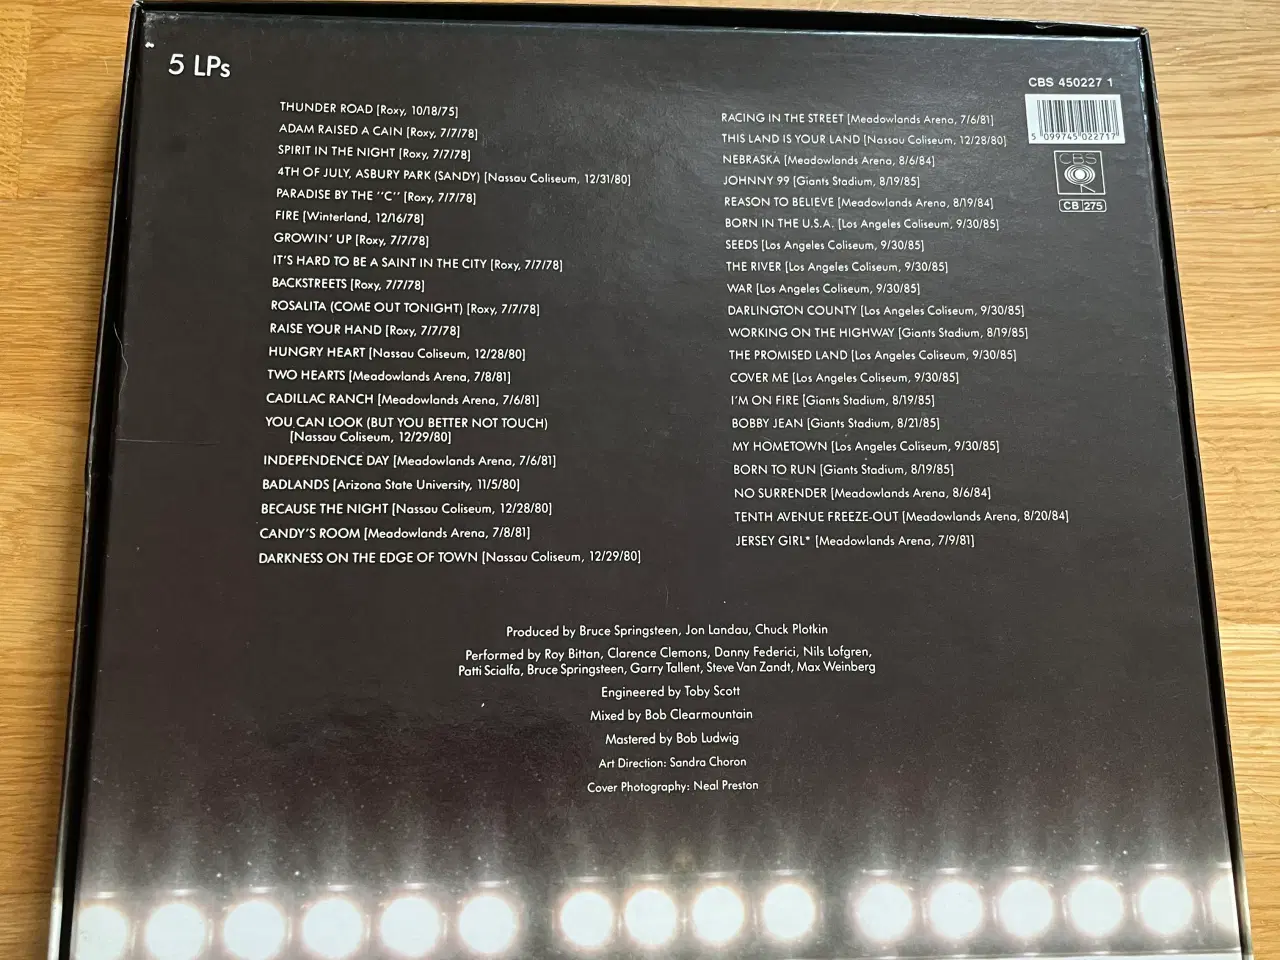 5 LPs
THUNDER ROAD [Roxy, 10/18/75]
ADAM RAISED A CAIN [Roxy, 7/7/78]
SPIRIT IN THE NIGHT [Roxy, 7/7/78]
4TH OF JULY, ASBURY PARK (SANDY) [Nassau Coliseum, 12/31/80]
PARADISE BY THE "C" [Roxy, 7/7/78]
FIRE [Winterland, 12/16/78]
GROWIN' UP [Roxy, 7/7/78]
IT'S HARD TO BE A SAINT IN THE CITY [Roxy, 7/7/78]
BACKSTREETS [Roxy, 7/7/78]
ROSALITA (COME OUT TONIGHT) [Roxy, 7/7/78]
RAISE YOUR HAND [Roxy, 7/7/78]
HUNGRY HEART [Nassau Coliseum, 12/28/80]
TWO HEARTS [Meadowlands Arena, 7/8/81]
CADILLAC RANCH [Meadowlands Arena, 7/6/81]
YOU CAN LOOK (BUT YOU BETTER NOT TOUCH)
[Nassau Coliseum, 12/29/80]
INDEPENDENCE DAY [Meadowlands Arena, 7/6/81]
BADLANDS [Arizona State University, 11/5/80]
BECAUSE THE NIGHT [Nassau Coliseum, 12/28/80]
CANDY'S ROOM [Meadowlands Arena, 7/8/81]
DARKNESS ON THE EDGE OF TOWN [Nassau Coliseum, 12/29/80]
RACING IN THE STREET [Meadowlands Arena, 7/6/81]
THIS LAND IS YOUR LAND [Nassau Coliseum, 12/28/80]
NEBRASKA [Meadowlands Arena, 8/6/84]
JOHNNY 99 [Giants Stadium, 8/19/85]
REASON TO BELIEVE [Meadowlands Arena, 8/19/84]
BORN IN THE U.S.A. [Los Angeles Coliseum, 9/30/85]
SEEDS [Los Angeles Coliseum, 9/30/85]
THE RIVER [Los Angeles Coliseum, 9/30/85]
WAR [Los Angeles Coliseum, 9/30/85]
DARLINGTON COUNTY [Los Angeles Coliseum, 9/30/85]
WORKING ON THE HIGHWAY [Giants Stadium, 8/19/85]
THE PROMISED LAND [Los Angeles Coliseum, 9/30/85]
COVER ME [Los Angeles Coliseum, 9/30/85]
I'M ON FIRE [Giants Stadium, 8/19/85]
BOBBY JEAN [Giants Stadium, 8/21/85]
MY HOMETOWN [Los Angeles Coliseum, 9/30/85]
BORN TO RUN [Giants Stadium, 8/19/85]
NO SURRENDER [Meadowlands Arena, 8/6/84]
TENTH AVENUE FREEZE-OUT [Meadowlands Arena, 8/20/84]
JERSEY GIRL* [Meadowlands Arena, 7/9/81]
CBS 450227 1
5 099745 022717
CBS
CB 275
Produced by Bruce Springsteen, Jon Landau, Chuck Plotkin
Performed by Roy Bittan, Clarence Clemons, Danny Federici, Nils Lofgren,
Patti Scialfa, Bruce Springsteen, Garry Tallent, Steve Van Zandt, Max Weinberg
Engineered by Toby Scott
Mixed by Bob Clearmountain
Mastered by Bob Ludwig
Art Direction: Sandra Choron
Cover Photography: Neal Preston